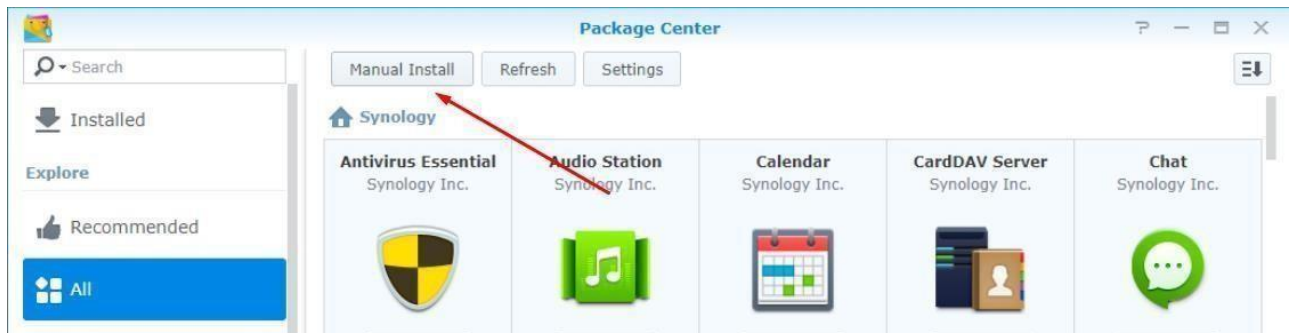 Package Center
Search
Manual Install Refresh Settings
Installed
Synology
Explore
Antivirus Essential Audio Station Calendar CardDAV Server Chat
Synology Inc. Synology Inc. Synology Inc. Synology Inc. Synology Inc.
Recommended
All